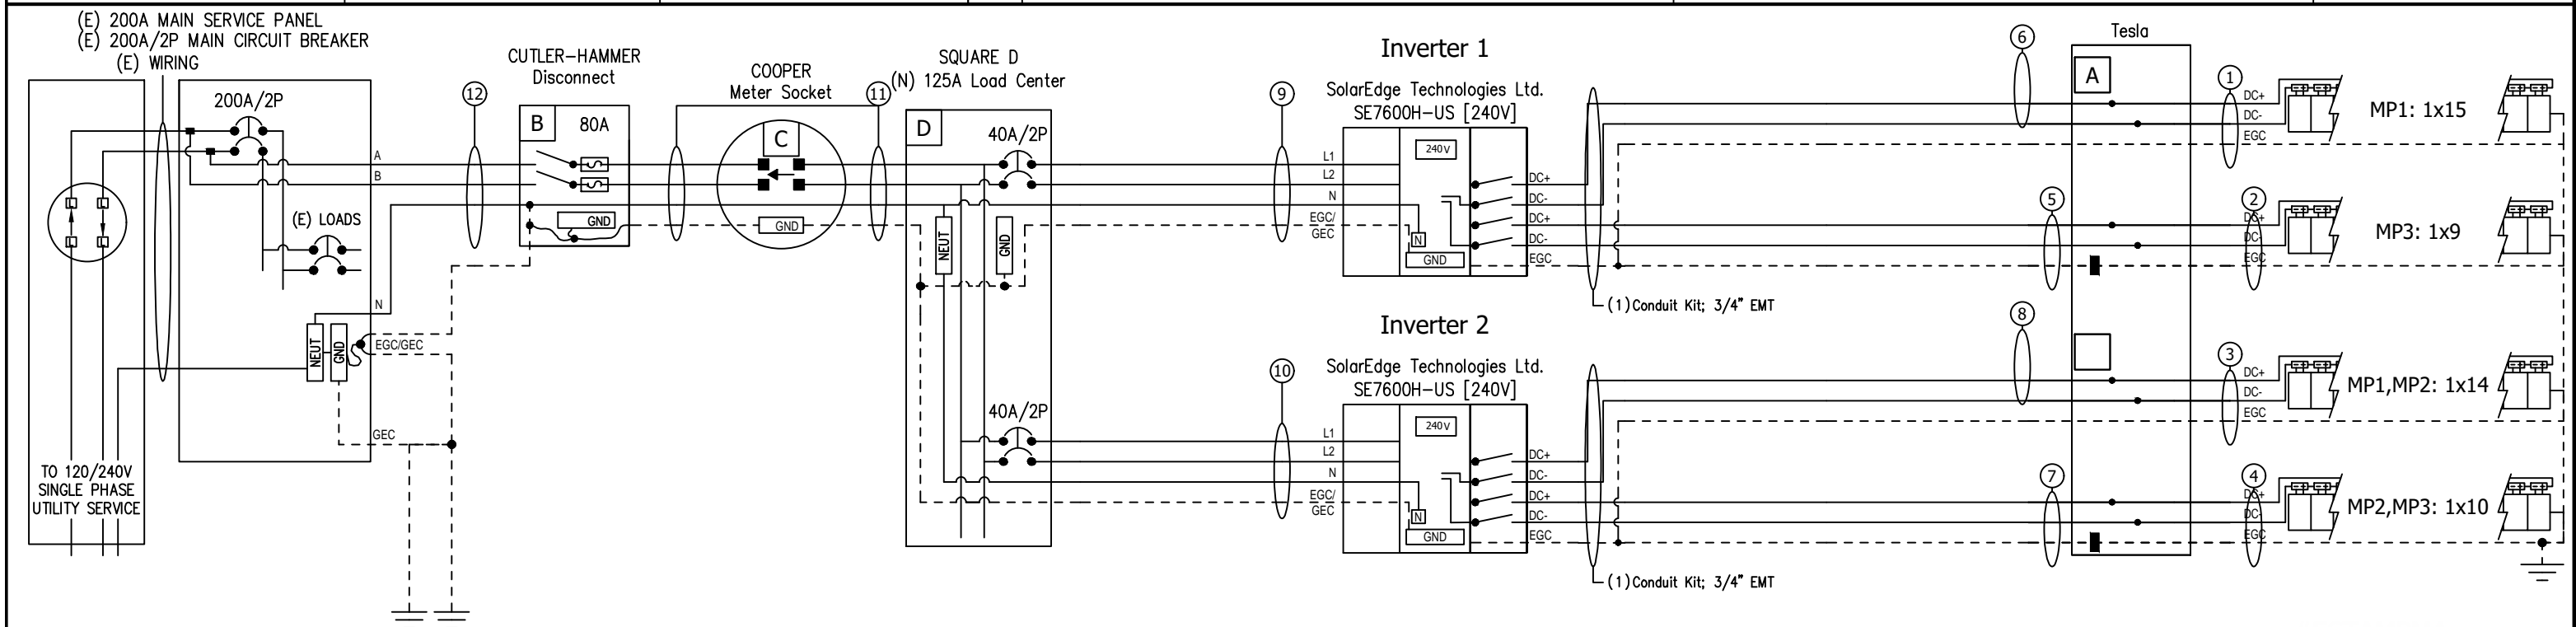 (E) 200A MAIN SERVICE PANEL
(E) 200A/2P MAIN CIRCUIT BREAKER
(E) WIRING
200A/2P
A
B
(E) LOADS
N
NEUT
GND
EGC/GEC
GEC
TO 120/240V
SINGLE PHASE
UTILITY SERVICE
12
CUTLER-HAMMER
Disconnect
B
80A
GND
COOPER
Meter Socket
C
GND
11
SQUARE D
(N) 125A Load Center
D
40A/2P
NEUT
GND
40A/2P
9
Inverter 1
SolarEdge Technologies Ltd.
SE7600H-US [240V]
240V
L1
L2
N
EGC/
GEC
N
GND
DC+
DC-
DC+
DC-
EGC
(1)Conduit Kit; 3/4" EMT
10
Inverter 2
SolarEdge Technologies Ltd.
SE7600H-US [240V]
240V
L1
L2
N
EGC/
GEC
N
GND
DC+
DC-
DC+
DC-
EGC
(1)Conduit Kit; 3/4" EMT
6
5
8
7
Tesla
A
1
DC+
DC-
EGC
MP1: 1x15
2
DC+
DC-
EGC
MP3: 1x9
3
DC+
DC-
EGC
MP1,MP2: 1x14
4
DC+
DC-
EGC
MP2,MP3: 1x10